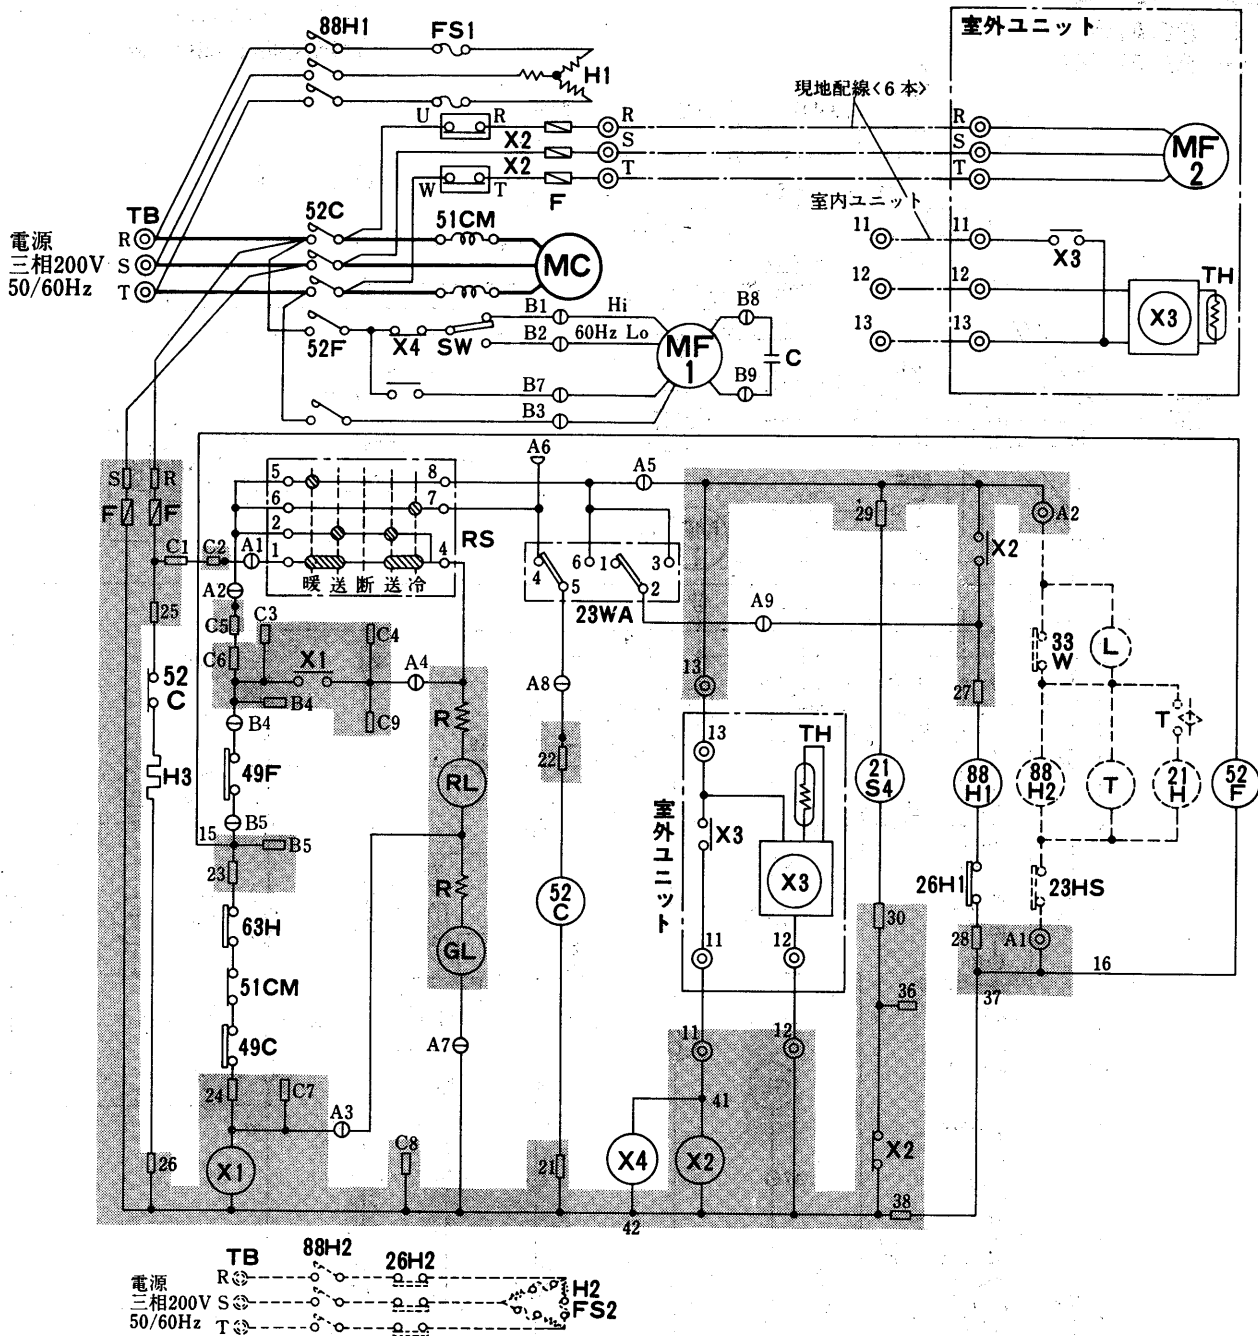 88H1
FS1
室外ユニット
H1
現地配線<6本>
U
R
R
X2
S
S
X2
MF
2
W
T
T
T
F
室内ユニット
TB
52C
51CM
11
11
電源
三相200V
50/60Hz
R
S
T
MC
X3
12
12
TH
B1
Hi
B8
13
13
X3
52F
X4
SW
B2
60Hz Lo
MF
1
C
B7
B9
B3
A6
A5
S
R
5
8
F
F
6
7
29
A2
2
RS
X2
C1
C2
A1
1
4
4
6
1
3
暖 送 断 送 冷
5
2
A2
23WA
A9
25
C5
C3
C4
33
W
L
C6
X1
A4
A8
13
27
52
C
B4
C9
T
B4
R
22
13
TH
H3
49F
RL
21
S4
88
H1
88
H2
T
21
H
52
F
B5
室外ユニット
X3
15
B5
23
R
52
C
X3
26H1
23HS
63H
GL
30
11
12
28
A1
16
51CM
36
37
49C
A7
11
12
24
C7
A3
41
26
X1
C8
21
X4
X2
X2
42
38
TB
88H2
26H2
電源
三相200V
50/60Hz
R
S
T
H2
FS2